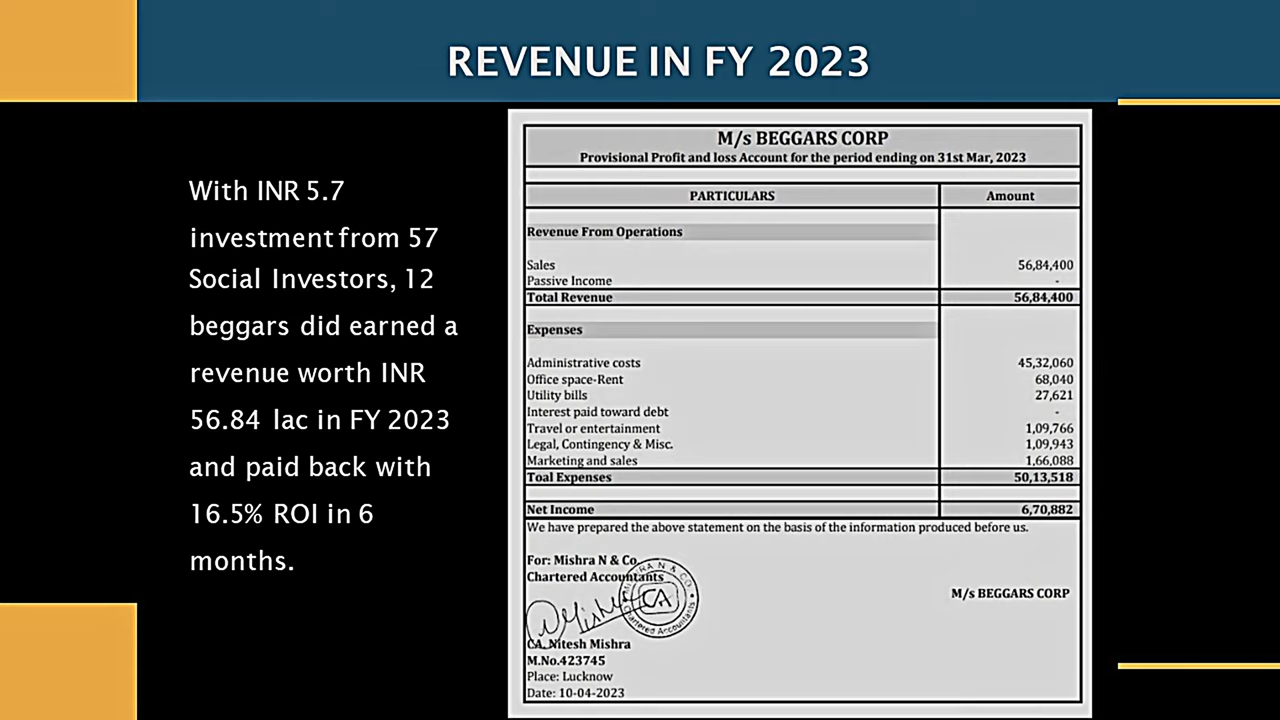 REVENUE IN FY 2023
With INR 5.7
investment from 57
Social Investors, 12
beggars did earned a
revenue worth INR
56.84 lac in FY 2023
and paid back with
16.5% ROI in 6
months.
M/s BEGGARS CORP
Provisional Profit and loss Account for the period ending on 31st Mar, 2023
PARTICULARS Amount
Revenue From Operations
Sales 56,84,400
Passive Income -
Total Revenue 56,84,400
Expenses
Administrative costs 45,32,060
Office space-Rent 68,040
Utility bills 27,621
Interest paid toward debt -
Travel or entertainment 1,09,766
Legal, Contingency & Misc. 1,09,943
Marketing and sales 1,66,088
Toal Expenses 50,13,518
Net Income 6,70,882
We have prepared the above statement on the basis of the information produced before us.
For: Mishra N & Co
Chartered Accountants
M/s BEGGARS CORP
MISHRA N & CO.
CA
Chartered Accountants
CA. Nitesh Mishra
M.No.423745
Place: Lucknow
Date: 10-04-2023